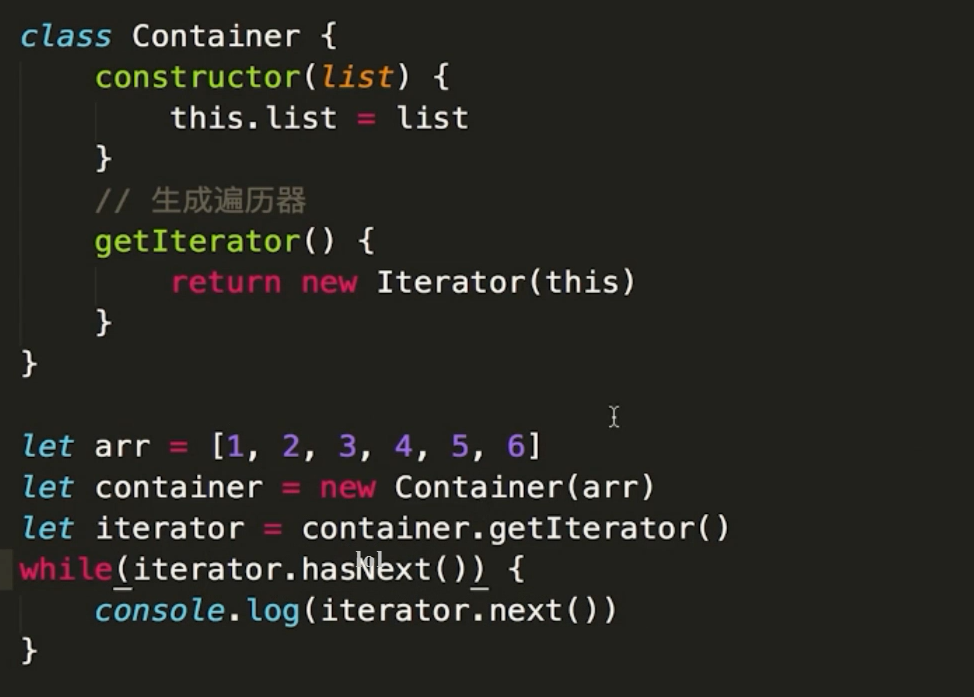 class Container {
    constructor(list) {
        this.list = list
    }
    // 生成遍历器
    getIterator() {
        return new Iterator(this)
    }
}

let arr = [1, 2, 3, 4, 5, 6]
let container = new Container(arr)
let iterator = container.getIterator()
while(iterator.hasNext()) {
    console.log(iterator.next())
}